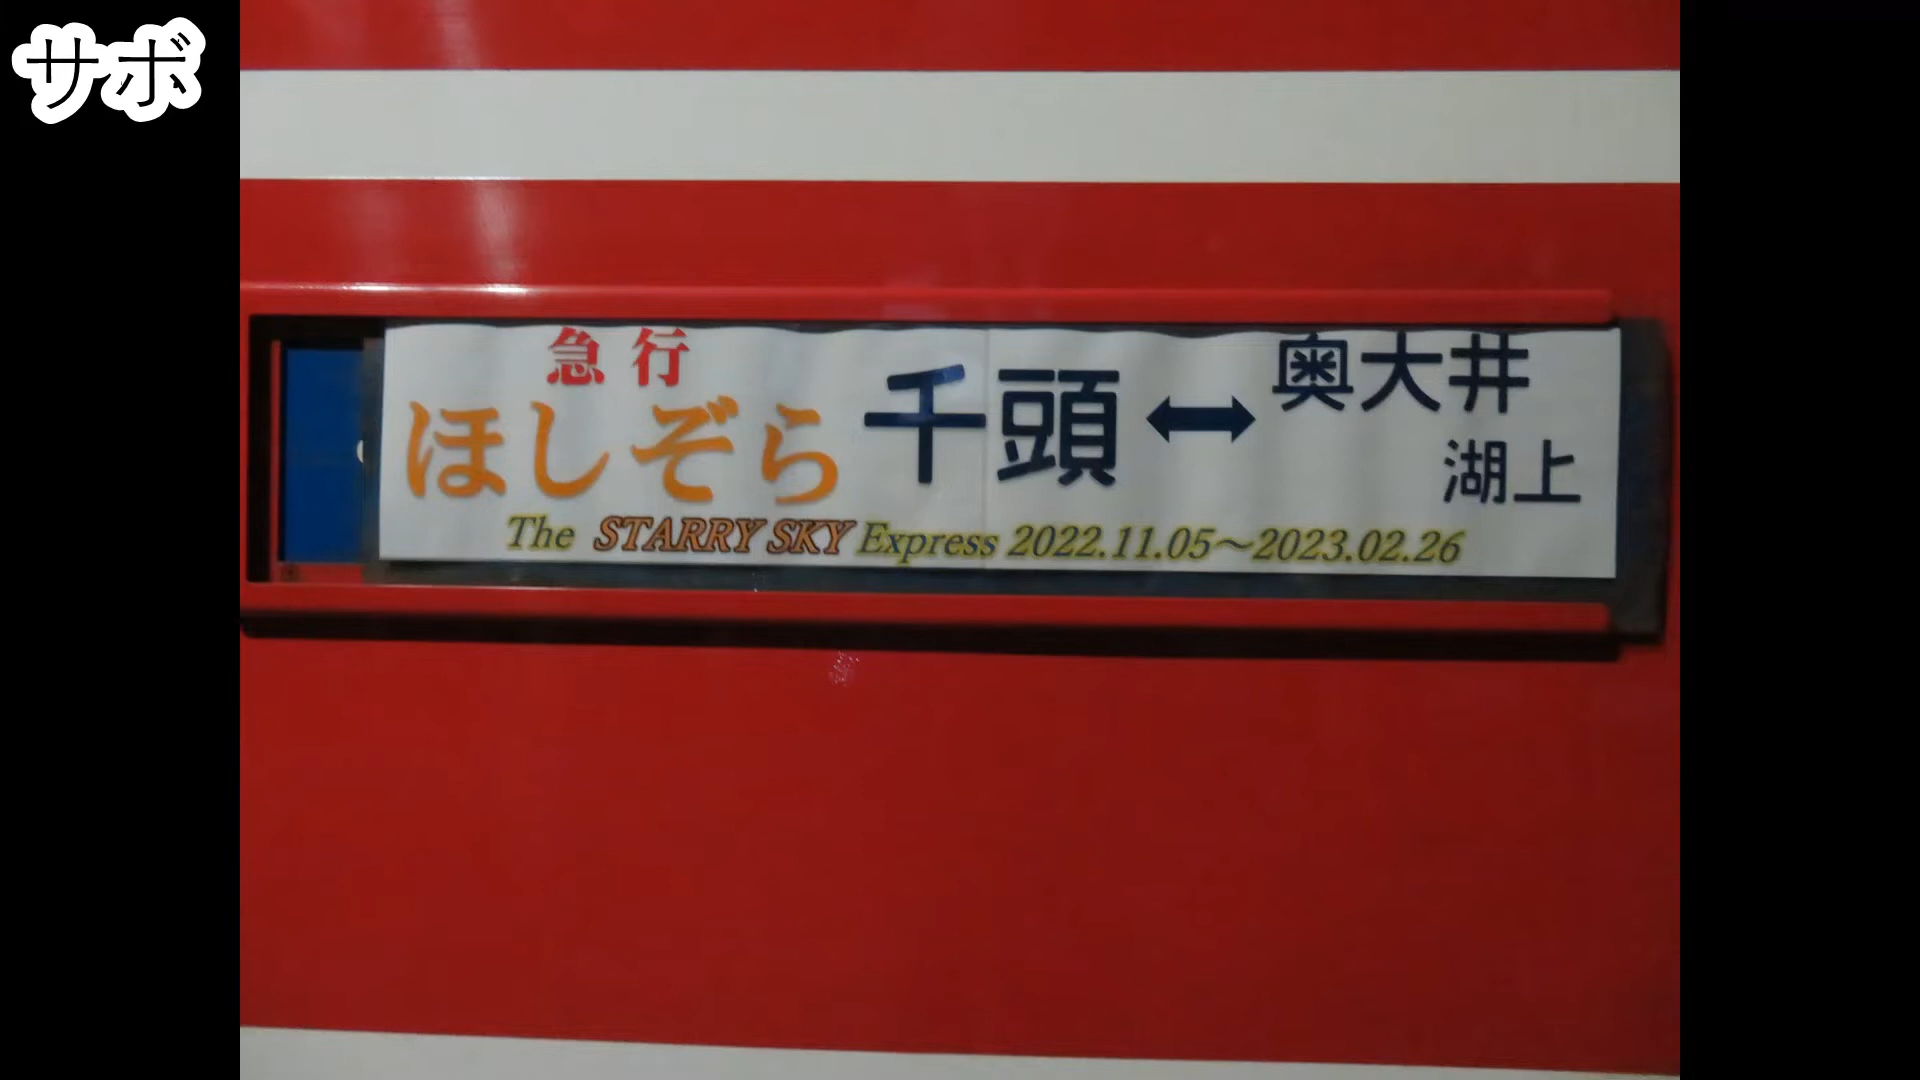 サボ
急行
ほしぞら
千頭 ↔ 奥大井
湖上
The STARRY SKY Express 2022.11.05～2023.02.26